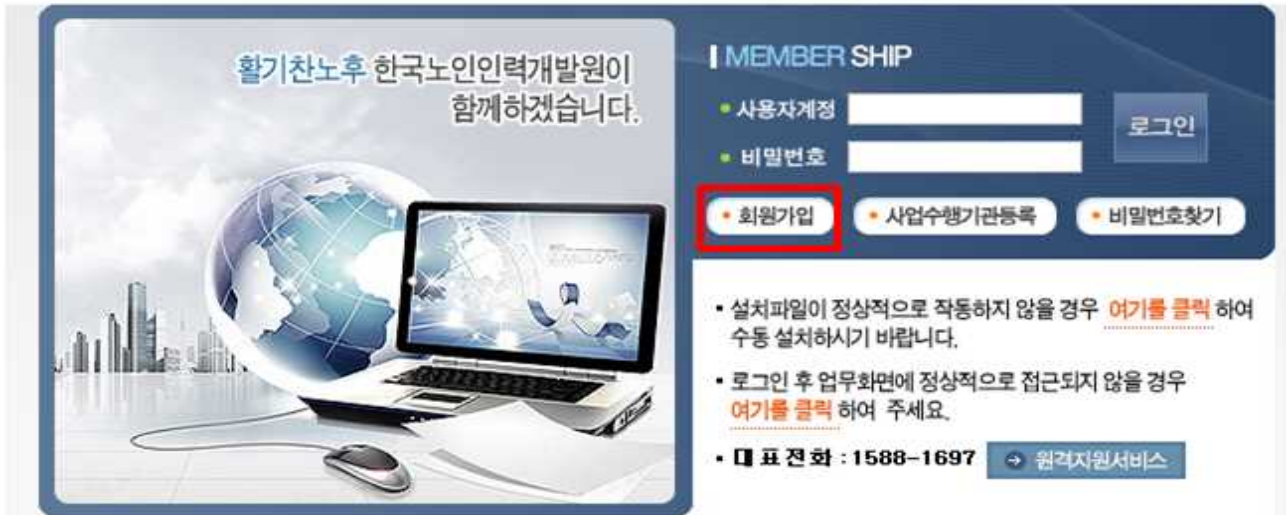 활기찬노후 한국노인인력개발원이
함께하겠습니다.
MEMBER SHIP
사용자계정
비밀번호
로그인
회원가입
사업수행기관등록
비밀번호찾기
설치파일이 정상적으로 작동하지 않을 경우 여기를 클릭 하여
수동 설치하시기 바랍니다.
로그인 후 업무화면에 정상적으로 접근되지 않을 경우
여기를 클릭 하여 주세요.
대표전화 : 1588-1697 원격지원서비스